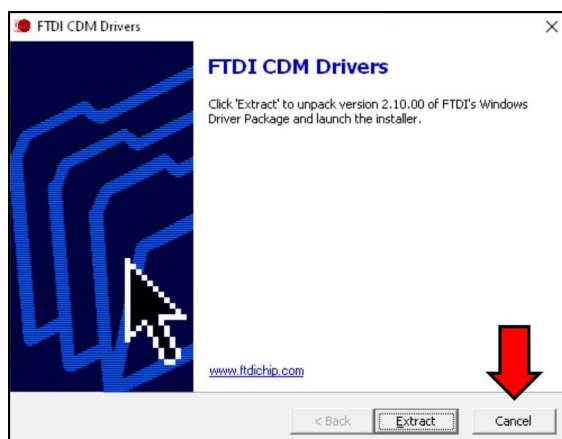 FTDI CDM Drivers
FTDI CDM Drivers
Click 'Extract' to unpack version 2.10.00 of FTDI's Windows
Driver Package and launch the installer.
www.ftdichip.com
< Back Extract Cancel